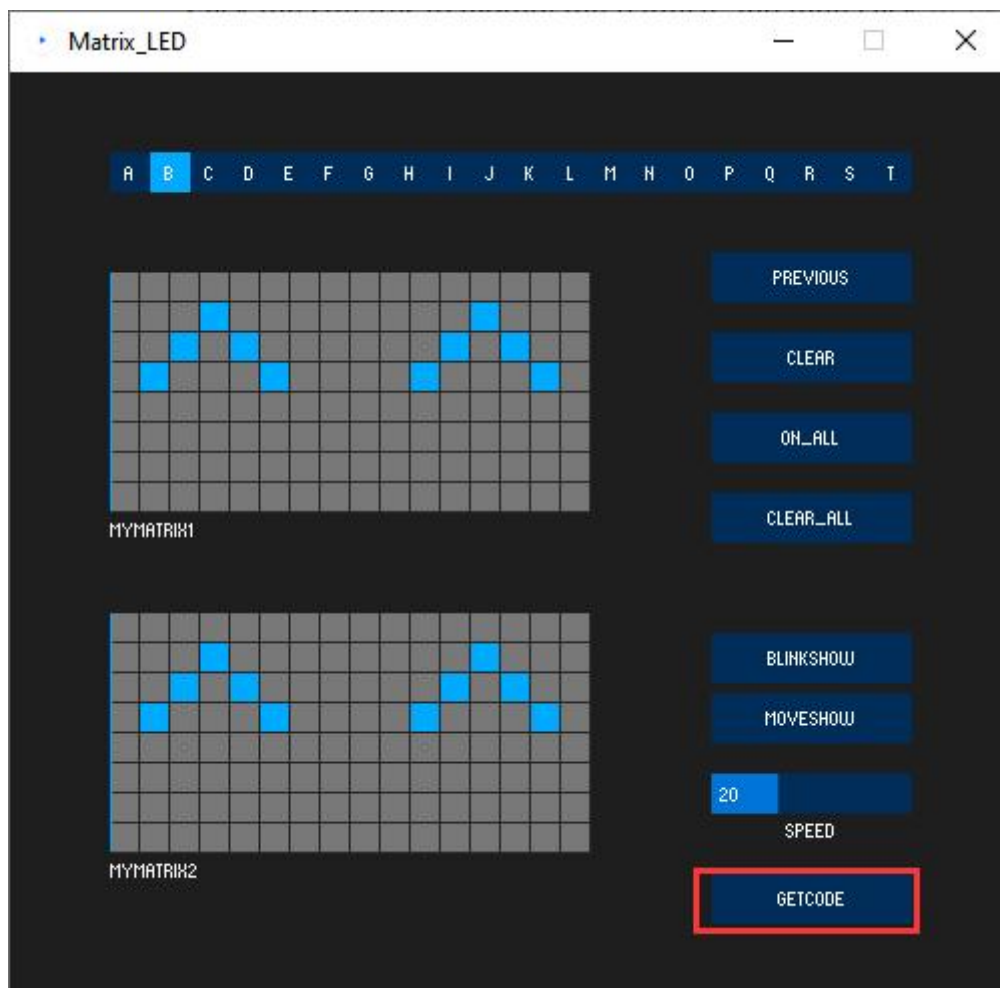 Matrix_LED
A B C D E F G H I J K L M N O P Q R S T
PREVIOUS
CLEAR
ON_ALL
CLEAR_ALL
MYMATRIX1
BLINKSHOW
MOVESHOW
20
SPEED
MYMATRIX2
GETCODE